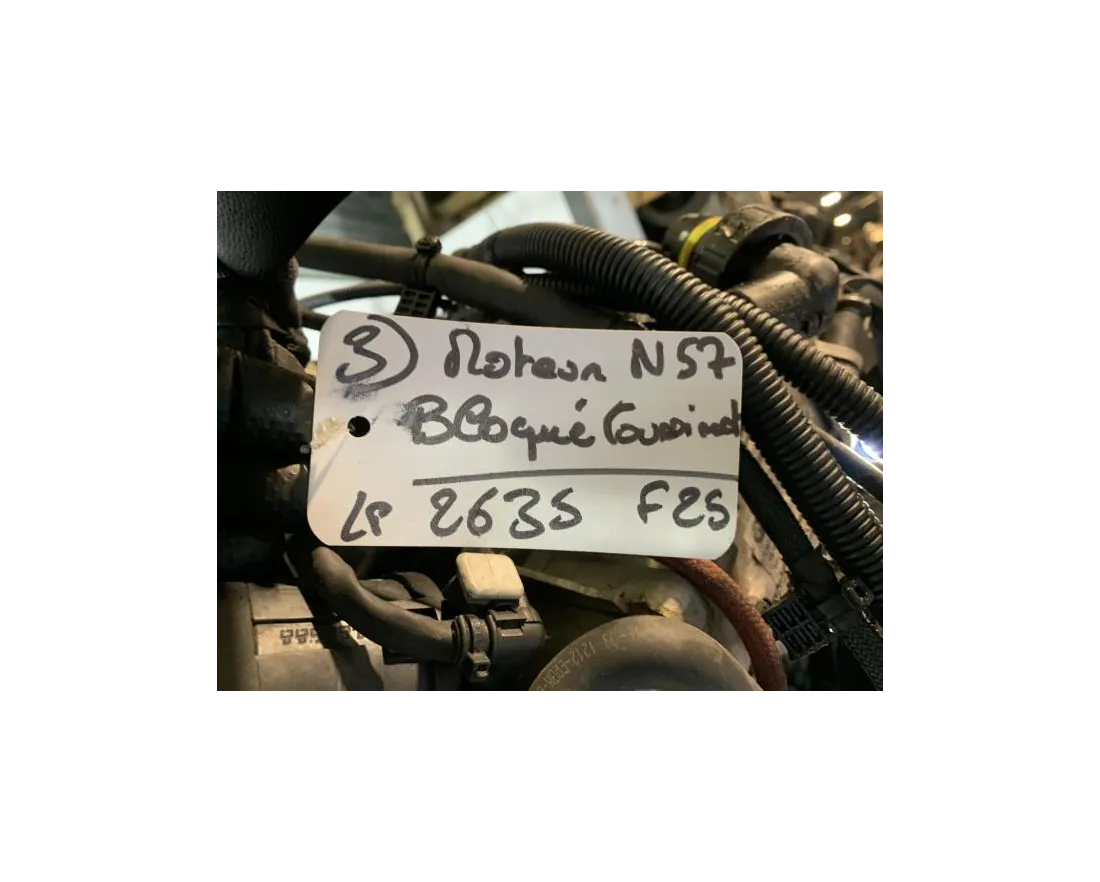 3) Moteur N57
Bloqué Coussinet
LP 2635 F25